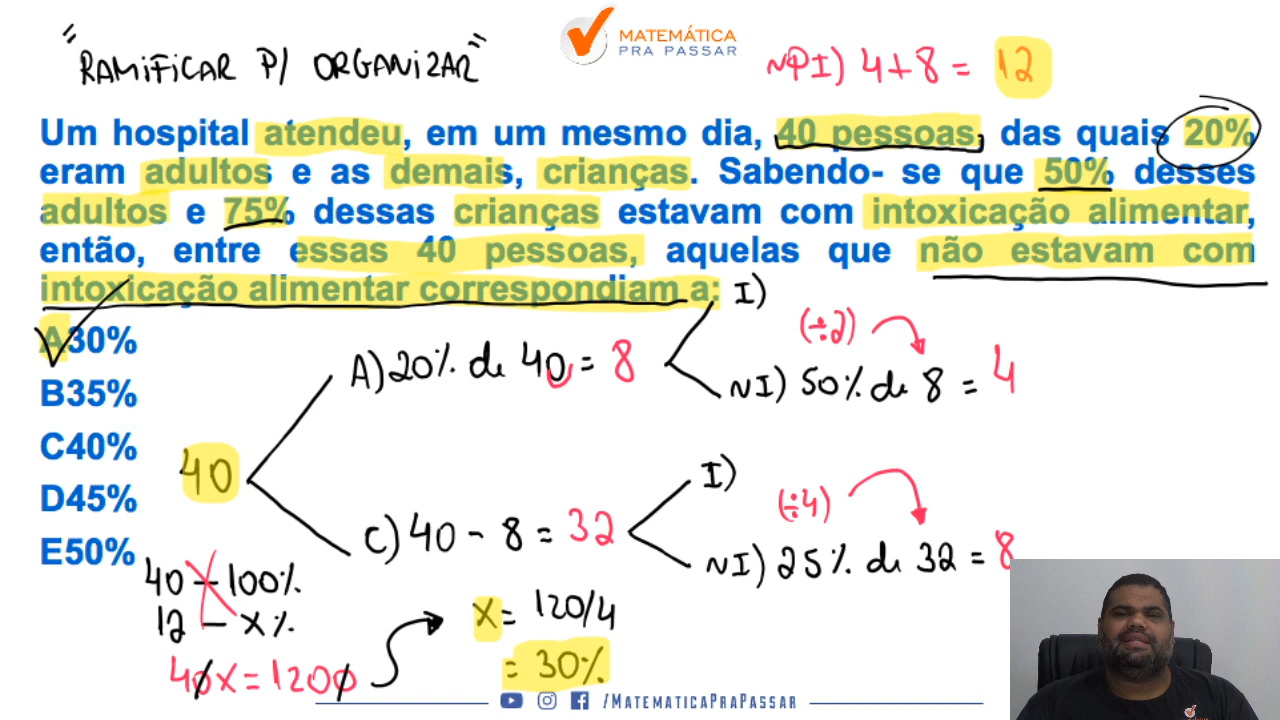 "RAMIFICAR P/ ORGANIZAR"
MATEMÁTICA
PRA PASSAR
NPI) 4+8 = 12
Um hospital atendeu, em um mesmo dia, 40 pessoas, das quais 20%
eram adultos e as demais, crianças. Sabendo- se que 50% desses
adultos e 75% dessas crianças estavam com intoxicação alimentar,
então, entre essas 40 pessoas, aquelas que não estavam com
intoxicação alimentar correspondiam a:
A30%
B35%
C40%
D45%
E50%
40
A) 20% de 40 = 8
I)
(÷2)
NI) 50% de 8 = 4
C) 40 - 8 = 32
I)
(÷4)
NI) 25% de 32 = 8
40 – 100%
12 – X%
40X = 1200
X = 120/4
= 30%
/MATEMATICAPRAPASSAR